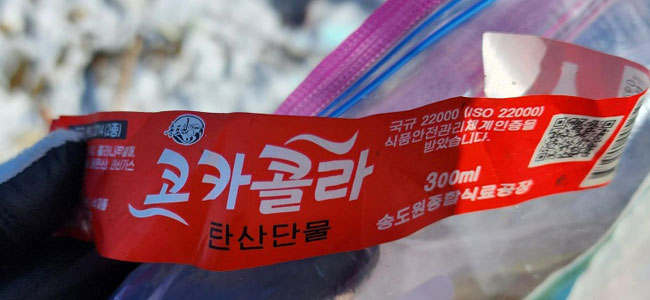 코카콜라
탄산단물
국규 22000 (ISO 22000)
식품안전관리체계인증을
받았습니다.
300ml
송도원종합식료공장